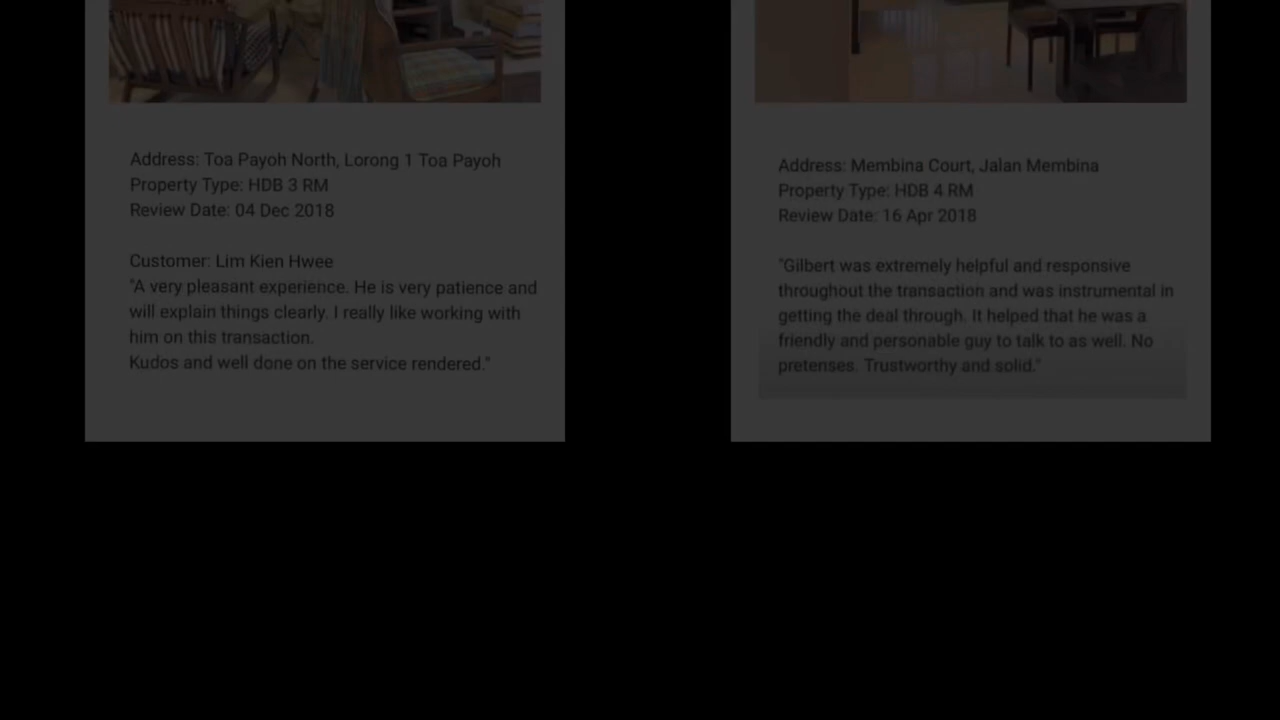 Address: Toa Payoh North, Lorong 1 Toa Payoh
Property Type: HDB 3 RM
Review Date: 04 Dec 2018
Customer: Lim Kien Hwee
"A very pleasant experience. He is very patience and
will explain things clearly. I really like working with
him on this transaction.
Kudos and well done on the service rendered."
Address: Membina Court, Jalan Membina
Property Type: HDB 4 RM
Review Date: 16 Apr 2018
"Gilbert was extremely helpful and responsive
throughout the transaction and was instrumental in
getting the deal through. It helped that he was a
friendly and personable guy to talk to as well. No
pretenses. Trustworthy and solid."